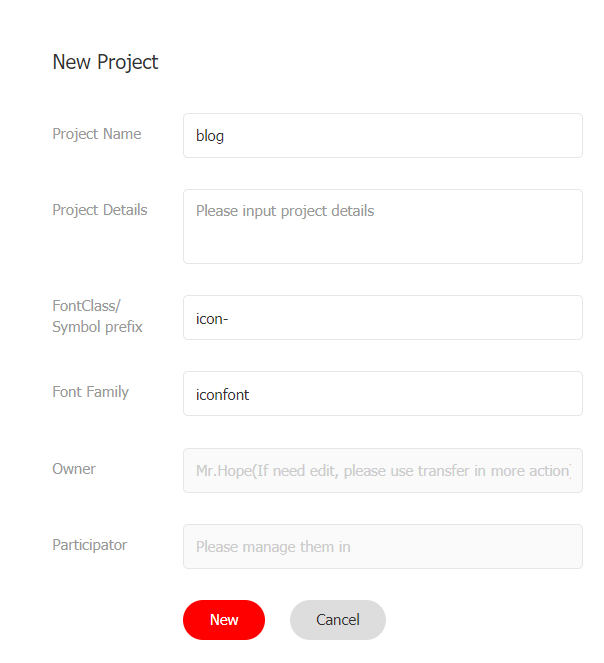 New Project
Project Name
blog
Project Details
Please input project details
FontClass/
Symbol prefix
icon-
Font Family
iconfont
Owner
Mr.Hope(If need edit, please use transfer in more action)
Participator
Please manage them in
New
Cancel